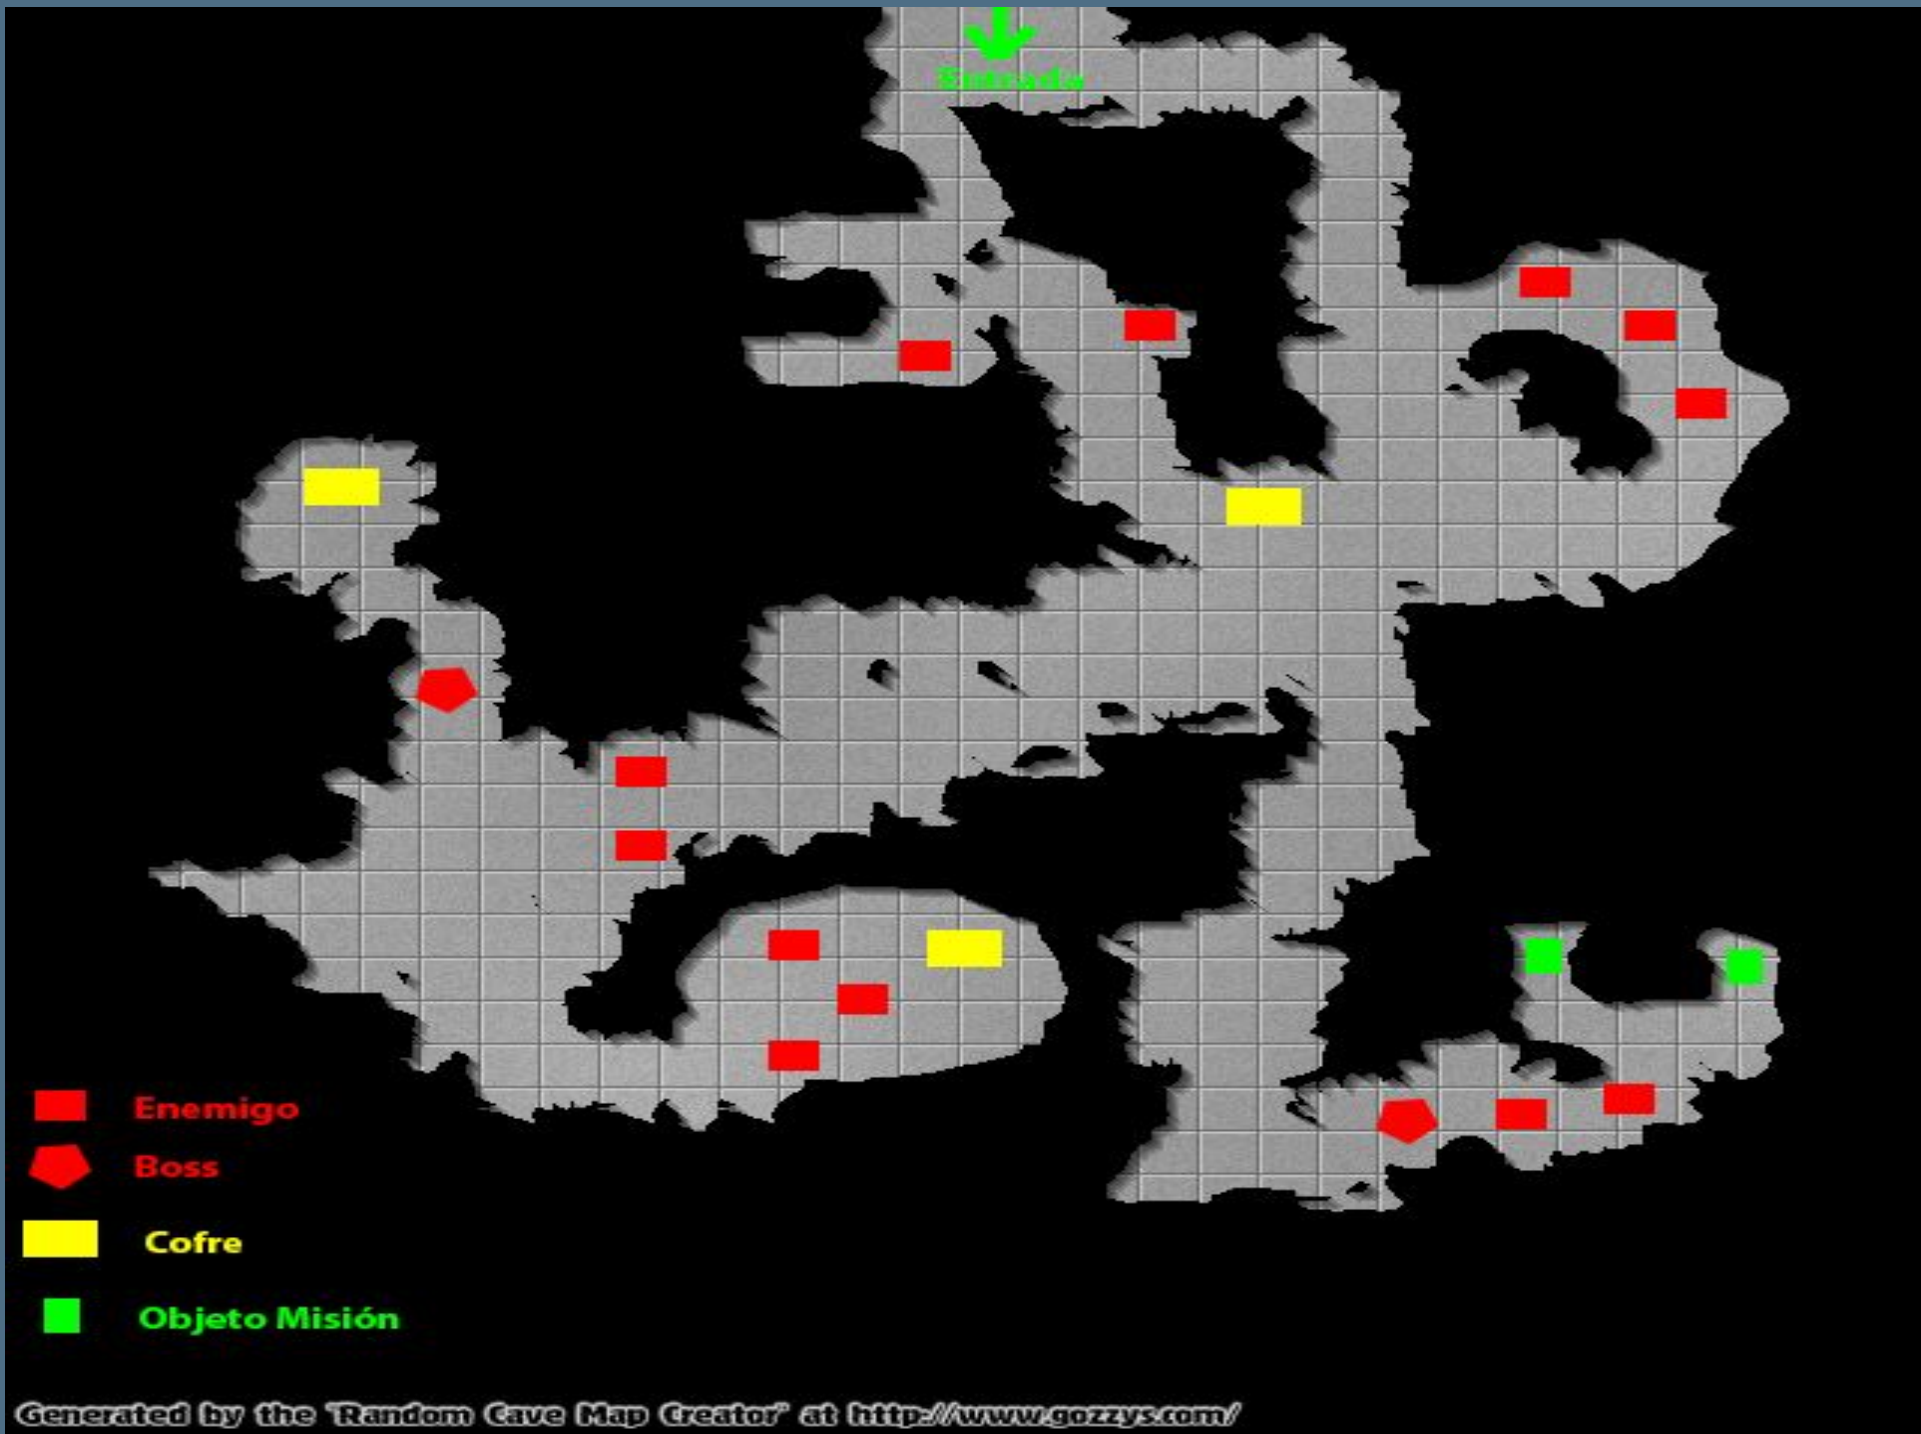 Entrada
Enemigo
Boss
Cofre
Objeto Misión
Generated by the "Random Cave Map Creator" at http://www.gozzys.com/